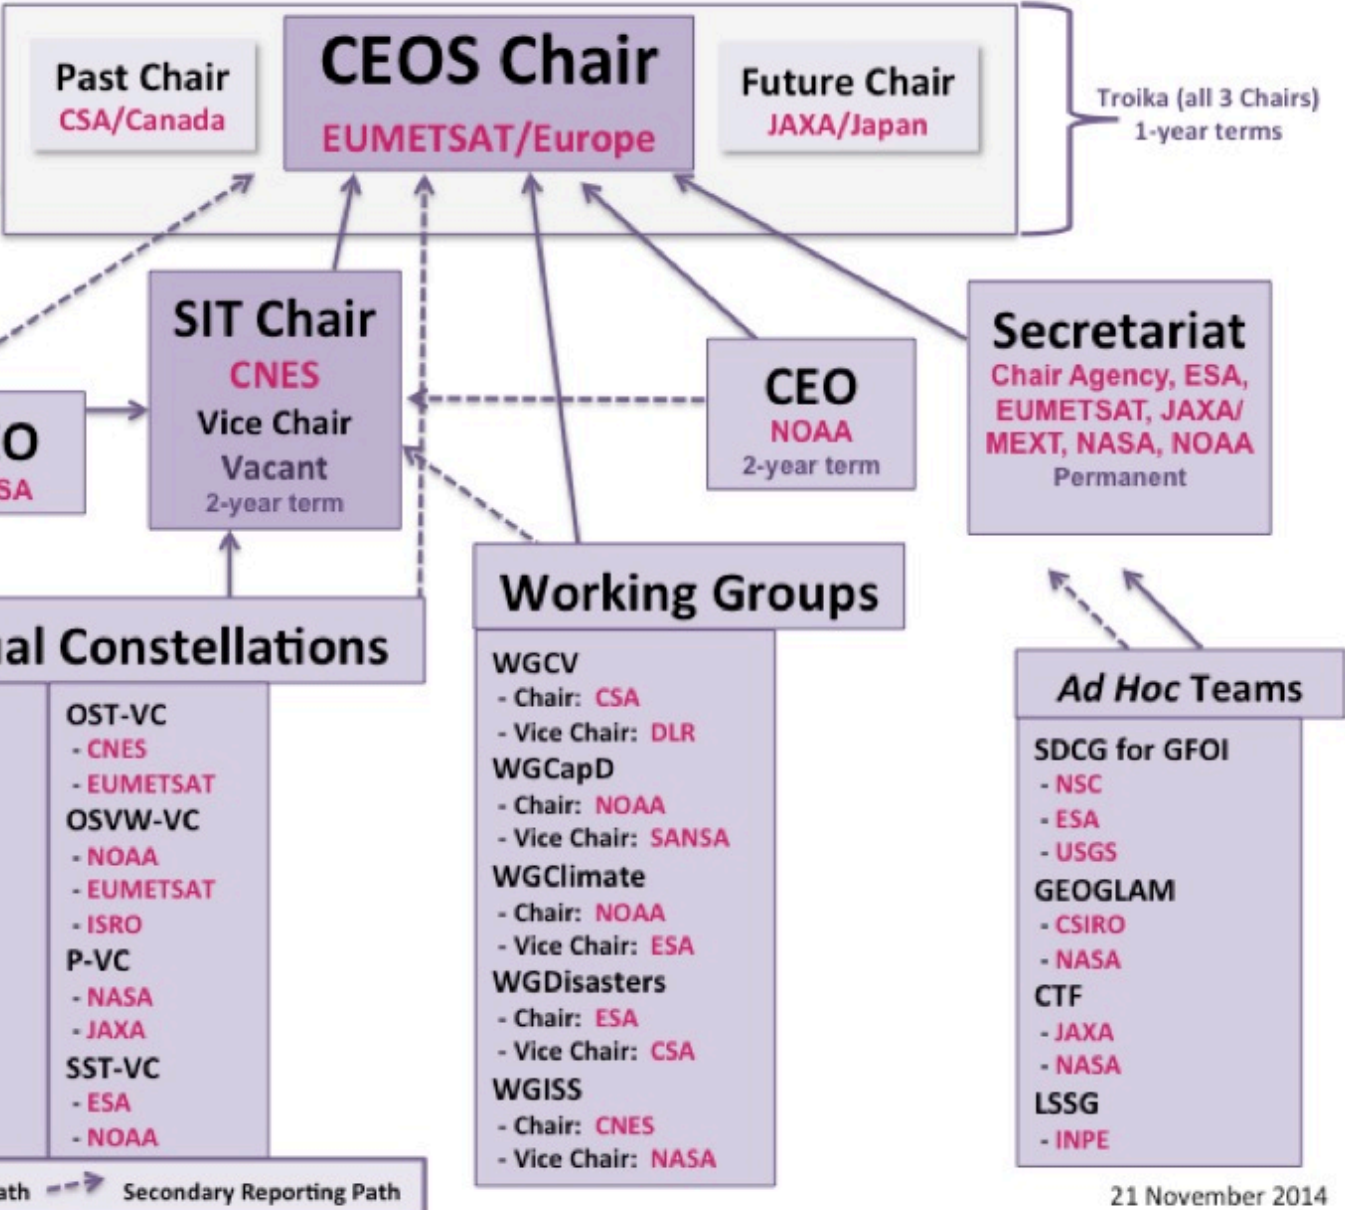 Past Chair
CSA/Canada
CEOS Chair
EUMETSAT/Europe
Future Chair
JAXA/Japan
Troika (all 3 Chairs)
1-year terms
SIT Chair
CNES
Vice Chair
Vacant
2-year term
O
SA
CEO
NOAA
2-year term
Secretariat
Chair Agency, ESA,
EUMETSAT, JAXA/
MEXT, NASA, NOAA
Permanent
al Constellations
OST-VC
- CNES
- EUMETSAT
OSVW-VC
- NOAA
- EUMETSAT
- ISRO
P-VC
- NASA
- JAXA
SST-VC
- ESA
- NOAA
Working Groups
WGCV
- Chair: CSA
- Vice Chair: DLR
WGCapD
- Chair: NOAA
- Vice Chair: SANSA
WGClimate
- Chair: NOAA
- Vice Chair: ESA
WGDisasters
- Chair: ESA
- Vice Chair: CSA
WGISS
- Chair: CNES
- Vice Chair: NASA
Ad Hoc Teams
SDCG for GFOI
- NSC
- ESA
- USGS
GEOGLAM
- CSIRO
- NASA
CTF
- JAXA
- NASA
LSSG
- INPE
ath
Secondary Reporting Path
21 November 2014